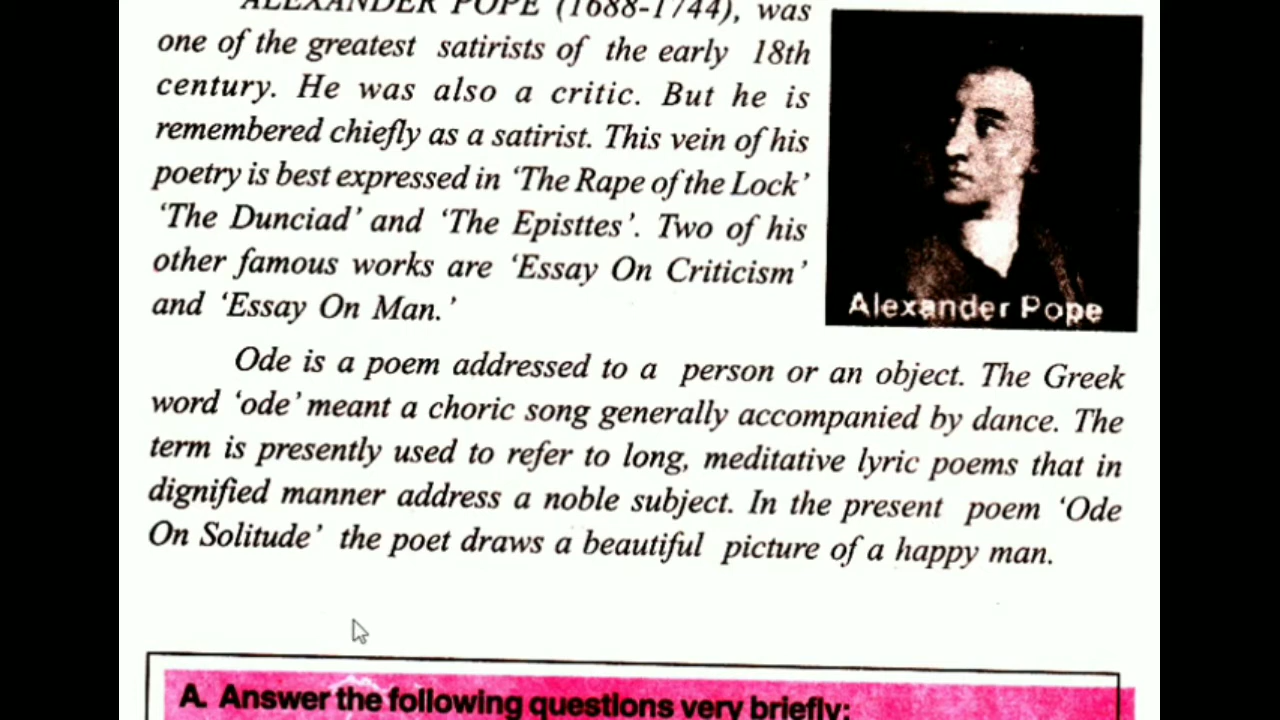 ALEXANDER POPE (1688-1744), was
one of the greatest satirists of the early 18th
century. He was also a critic. But he is
remembered chiefly as a satirist. This vein of his
poetry is best expressed in ‘The Rape of the Lock’
‘The Dunciad’ and ‘The Episttes’. Two of his
other famous works are ‘Essay On Criticism’
and ‘Essay On Man.’
Alexander Pope
Ode is a poem addressed to a person or an object. The Greek
word ‘ode’ meant a choric song generally accompanied by dance. The
term is presently used to refer to long, meditative lyric poems that in
dignified manner address a noble subject. In the present poem ‘Ode
On Solitude’ the poet draws a beautiful picture of a happy man.
A. Answer the following questions very briefly: